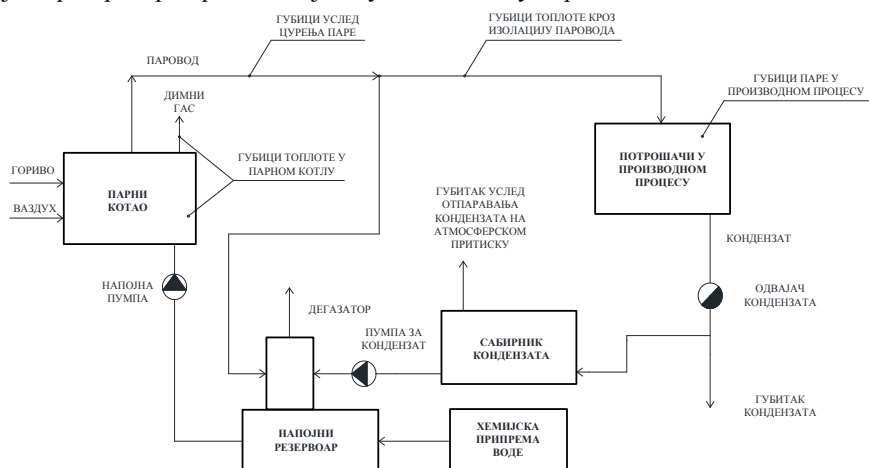 ГУБИЦИ УСЛЕД
ЦУРЕЊА ПАРЕ
ГУБИЦИ ТОПЛОТЕ КРОЗ
ИЗОЛАЦИЈУ ПАРОВОДА
ПАРОВОД
ГУБИЦИ ПАРЕ У
ПРОИЗВОДНОМ ПРОЦЕСУ
ДИМНИ
ГАС
ГУБИЦИ ТОПЛОТЕ У
ПАРНОМ КОТЛУ
ПОТРОШАЧИ У
ПРОИЗВОДНОМ
ПРОЦЕСУ
ГОРИВО
ВАЗДУХ
ПАРНИ
КОТАО
ГУБИТАК УСЛЕД
ОТПАРАВАЊА
КОНДЕНЗАТА НА
АТМОСФЕРСКОМ
ПРИТИСКУ
КОНДЕНЗАТ
НАПОЈНА
ПУМПА
ОДВАЈАЧ
КОНДЕНЗАТА
ДЕГАЗАТОР
ПУМПА ЗА
КОНДЕНЗАТ
САБИРНИК
КОНДЕНЗАТА
ГУБИТАК
КОНДЕНЗАТА
НАПОЈНИ
РЕЗЕРВОАР
ХЕМИЈСКА
ПРИПРЕМА
ВОДЕ